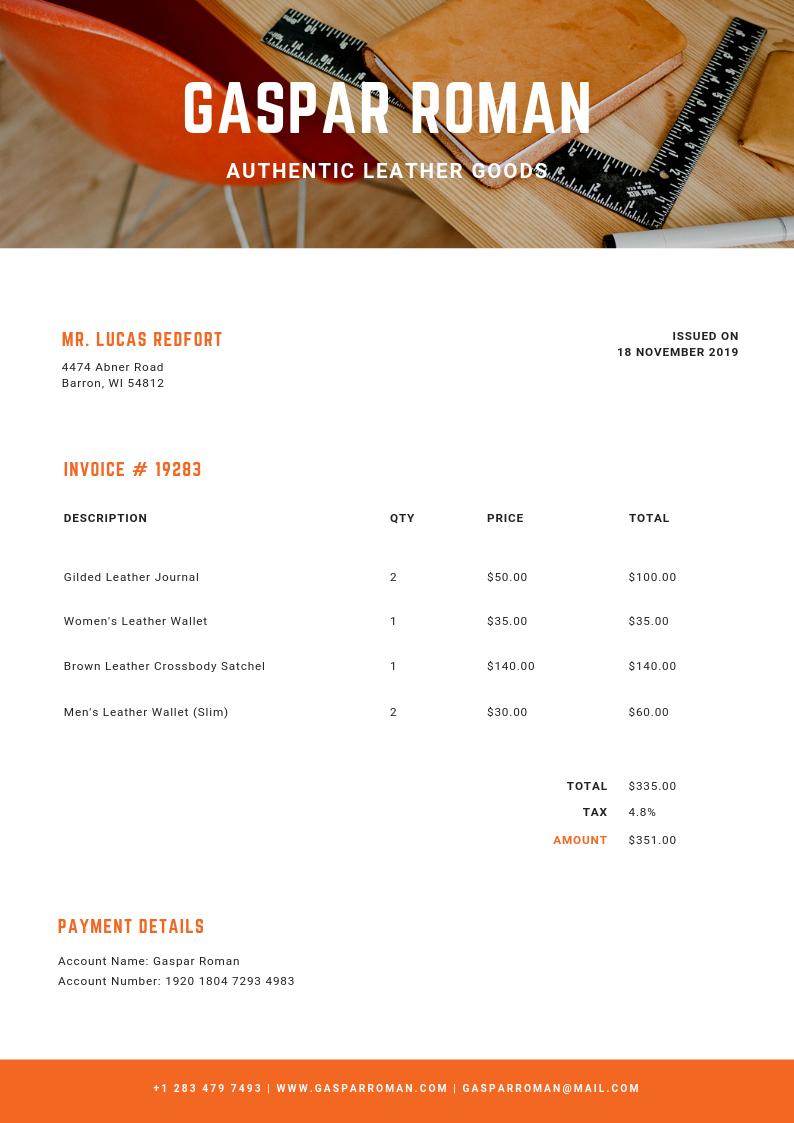 GASPAR ROMAN
AUTHENTIC LEATHER GOODS
MR. LUCAS REDFORT
4474 Abner Road
Barron, WI 54812
ISSUED ON
18 NOVEMBER 2019
INVOICE # 19283
DESCRIPTION QTY PRICE TOTAL
Gilded Leather Journal 2 $50.00 $100.00
Women's Leather Wallet 1 $35.00 $35.00
Brown Leather Crossbody Satchel 1 $140.00 $140.00
Men's Leather Wallet (Slim) 2 $30.00 $60.00
TOTAL $335.00
TAX 4.8%
AMOUNT $351.00
PAYMENT DETAILS
Account Name: Gaspar Roman
Account Number: 1920 1804 7293 4983
+1 283 479 7493 | WWW.GASPARROMAN.COM | GASPARROMAN@MAIL.COM